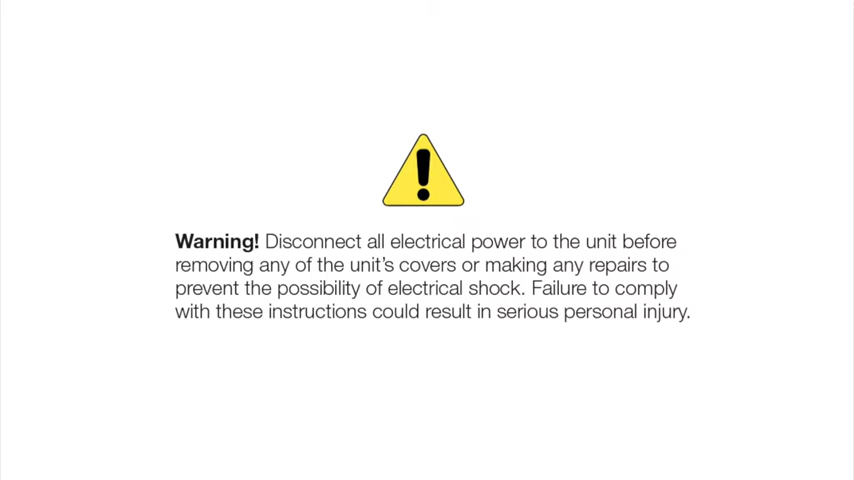 Warning! Disconnect all electrical power to the unit before
removing any of the unit’s covers or making any repairs to
prevent the possibility of electrical shock. Failure to comply
with these instructions could result in serious personal injury.